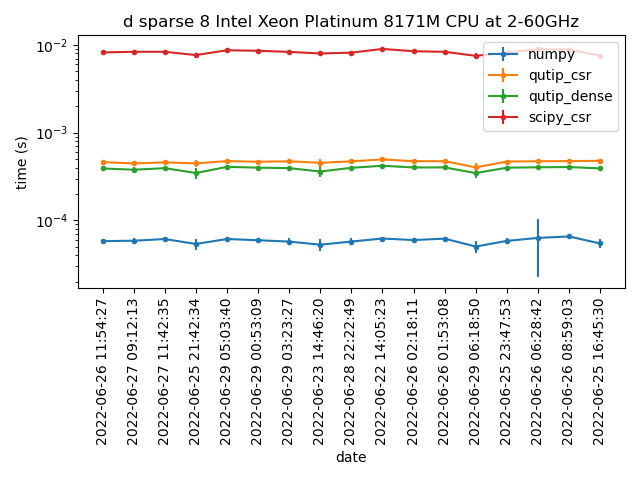 d sparse 8 Intel Xeon Platinum 8171M CPU at 2-60GHz
10⁻²
10⁻³
10⁻⁴
time (s)
numpy
qutip_csr
qutip_dense
scipy_csr
2022-06-26 11:54:27
2022-06-27 09:12:13
2022-06-27 11:42:35
2022-06-25 21:42:34
2022-06-29 05:03:40
2022-06-29 00:53:09
2022-06-29 03:23:27
2022-06-23 14:46:20
2022-06-28 22:22:49
2022-06-22 14:05:23
2022-06-26 02:18:11
2022-06-26 01:53:08
2022-06-29 06:18:50
2022-06-25 23:47:53
2022-06-26 06:28:42
2022-06-26 08:59:03
2022-06-25 16:45:30
date